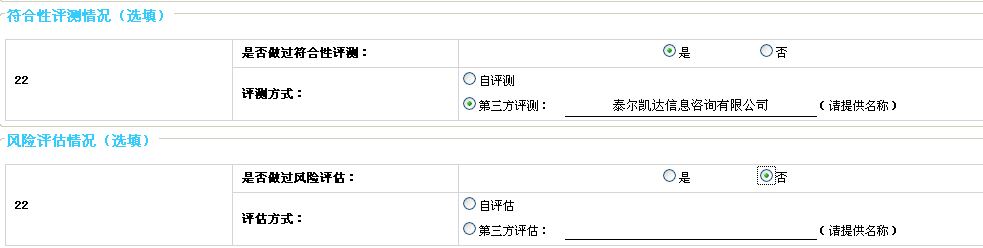 符合性评测情况（选填）
22
是否做过符合性评测：
是
否
评测方式：
自评测
第三方评测：
泰尔凯达信息咨询有限公司
（请提供名称）
风险评估情况（选填）
22
是否做过风险评估：
是
否
评估方式：
自评估
第三方评估：
（请提供名称）